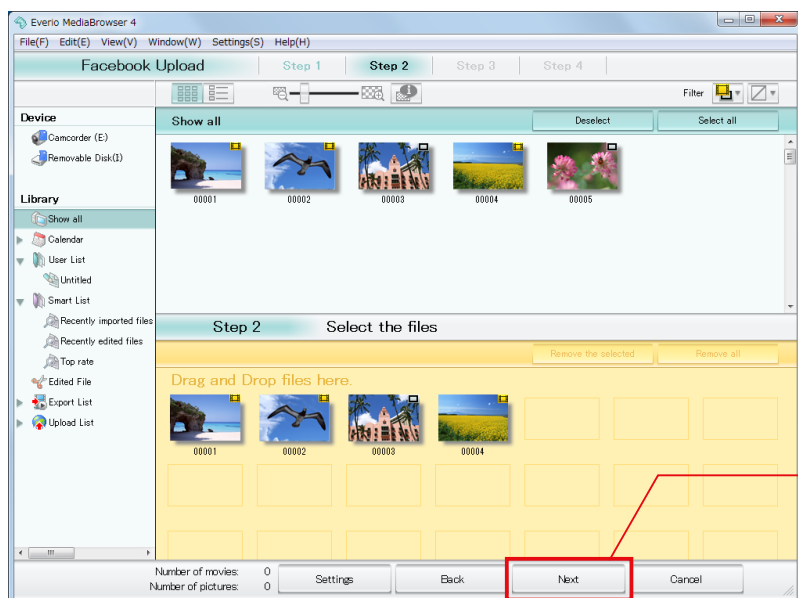 Everio MediaBrowser 4
File(F) Edit(E) View(V) Window(W) Settings(S) Help(H)
Facebook Upload Step 1 Step 2 Step 3 Step 4
Filter
Device
Camcorder (E:)
Removable Disk(I:)
Library
Show all
Calendar
User List
Untitled
Smart List
Recently imported files
Recently edited files
Top rate
Edited File
Export List
Upload List
Show all Deselect Select all
00001 00002 00003 00004 00005
Step 2 Select the files
Remove the selected Remove all
Drag and Drop files here.
00001 00002 00003 00004
Number of movies: 0
Number of pictures: 0
Settings Back Next Cancel